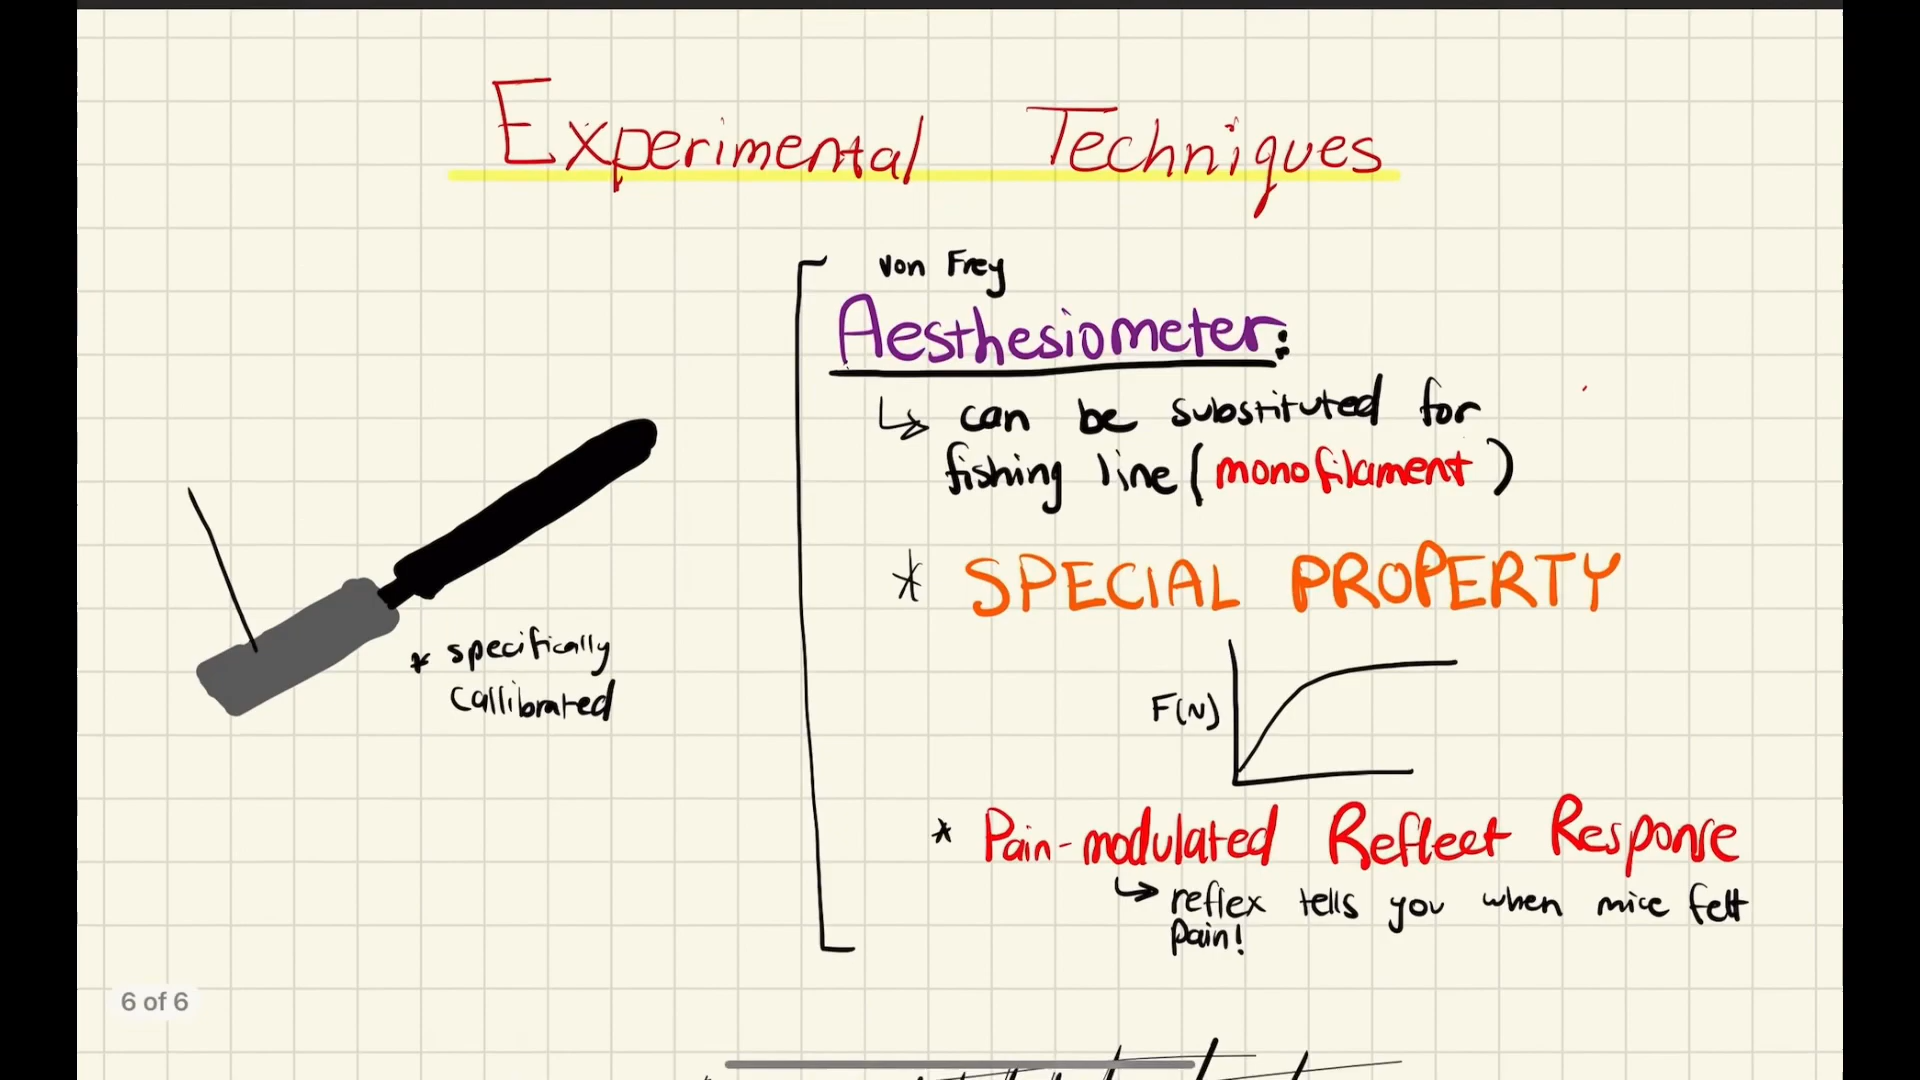 Experimental Techniques
von Frey
Aesthesiometer:
↳ can be substituted for
fishing line (monofilament)
* SPECIAL PROPERTY
* specifically
callibrated
F(N)
* Pain-modulated Reflect Response
↳ reflex tells you when mice felt
pain!
6 of 6